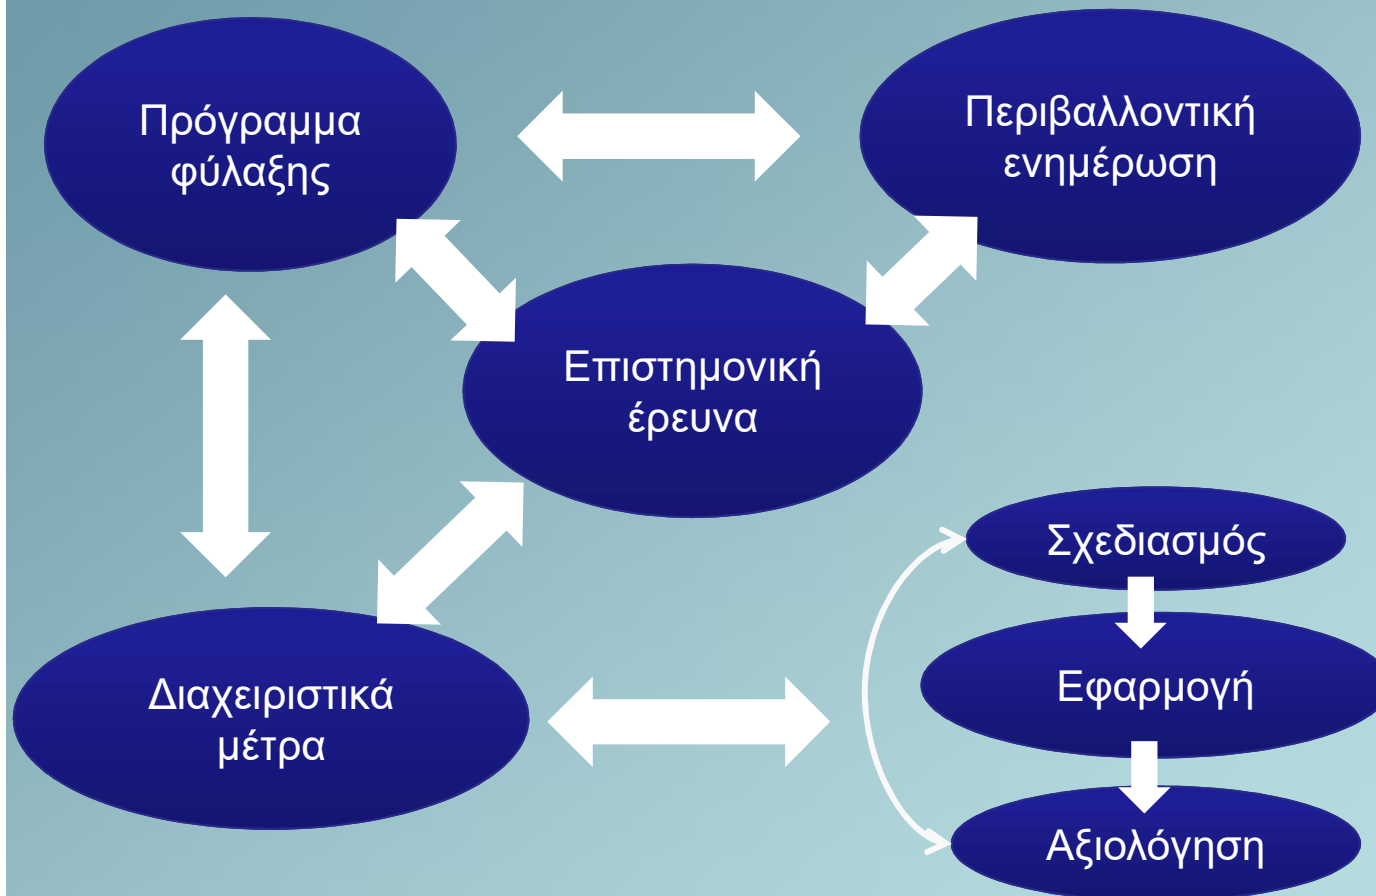 Πρόγραμμα
φύλαξης
Περιβαλλοντική
ενημέρωση
Επιστημονική
έρευνα
Διαχειριστικά
μέτρα
Σχεδιασμός
Εφαρμογή
Αξιολόγηση